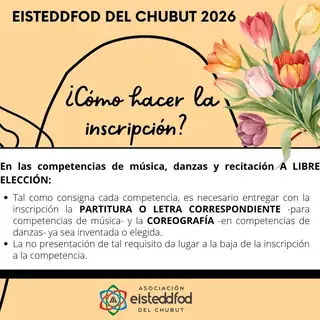 EISTEDDFOD DEL CHUBUT 2026
¿Cómo hacer la
inscripción?
En las competencias de música, danzas y recitación A LIBRE
ELECCIÓN:
• Tal como consigna cada competencia, es necesario entregar con
inscripción la PARTITURA O LETRA CORRESPONDIENTE -para
competencias de música- y la COREOGRAFÍA -en competencias de
danzas- ya sea inventada o elegida.
• La no presentación de tal requisito da lugar a la baja de la inscripción
a la competencia.
ASOCIACIÓN
eisteddfod
DEL CHUBUT